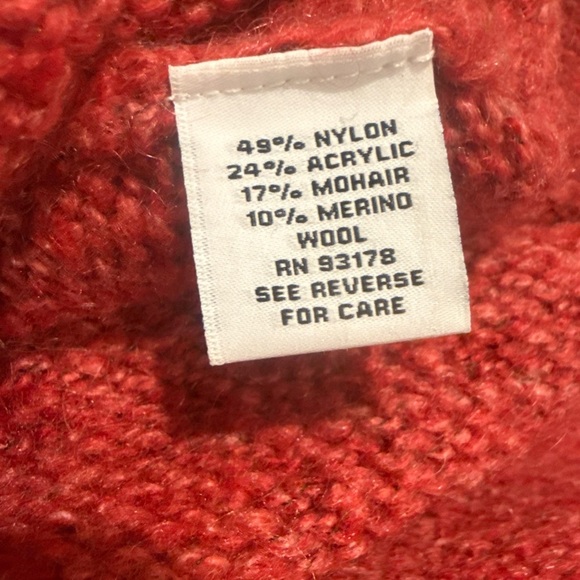 49% NYLON
24% ACRYLIC
17% MOHAIR
10% MERINO
WOOL
RN 93178
SEE REVERSE
FOR CARE